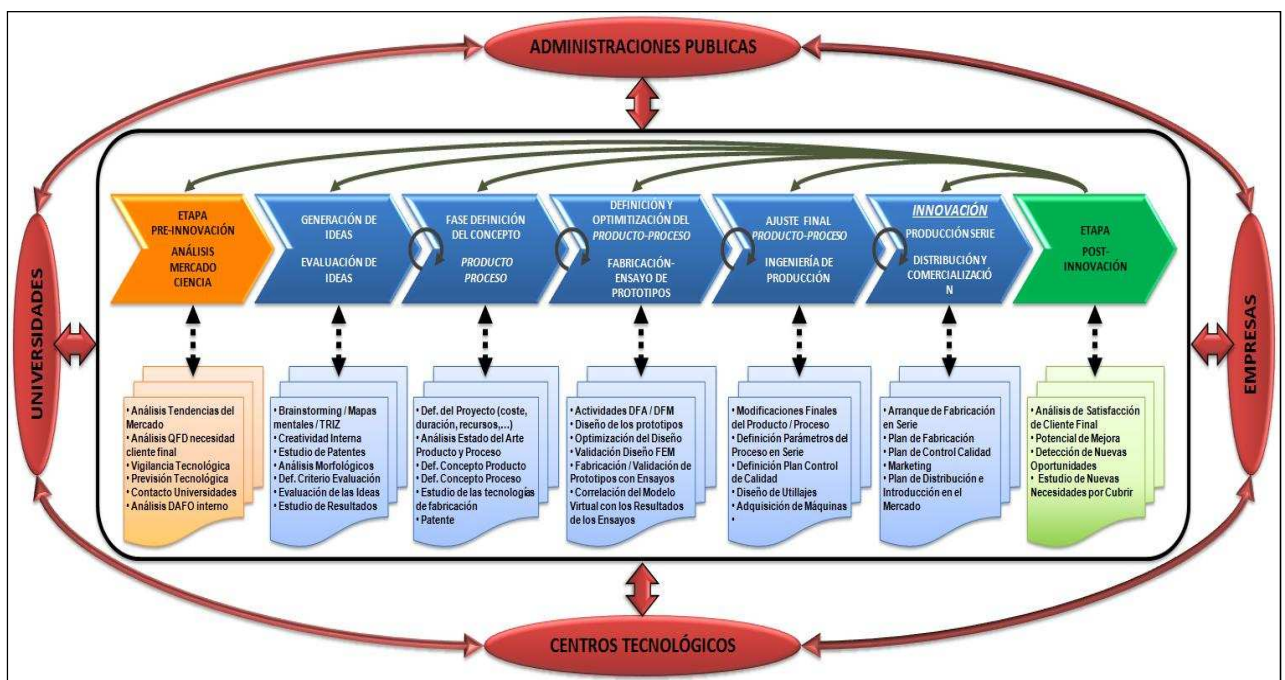 ADMINISTRACIONES PUBLICAS
UNIVERSIDADES
ETAPA
PRE-INNOVACIÓN
ANÁLISIS
MERCADO
CIENCIA
GENERACIÓN DE
IDEAS
EVALUACIÓN DE
IDEAS
FASE DEFINICIÓN
DEL CONCEPTO
PRODUCTO
PROCESO
DEFINICIÓN Y
OPTIMITIZACIÓN DEL
PRODUCTO-PROCESO
FABRICACIÓN-
ENSAYO DE
PROTOTIPOS
AJUSTE FINAL
PRODUCTO-PROCESO
INGENIERÍA DE
PRODUCCIÓN
INNOVACIÓN
PRODUCCIÓN SERIE
DISTRIBUCIÓN Y
COMERCIALIZACIÓ
N
ETAPA
POST-
INNOVACIÓN
EMPRESAS
• Análisis Tendencias del
Mercado
• Análisis QFD necesidad
cliente final
• Vigilancia Tecnológica
• Previsión Tecnológica
• Contacto Universidades
• Análisis DAFO interno
• Brainstorming / Mapas
mentales / TRIZ
• Creatividad Interna
• Estudio de Patentes
• Análisis Morfológicos
• Def. Criterio Evaluación
• Evaluación de las Ideas
• Estudio de Resultados
• Def. del Proyecto (coste,
duración, recursos,...)
• Análisis Estado del Arte
Producto y Proceso
• Def. Concepto Producto
• Def. Concepto Proceso
• Estudio de las tecnologías
de fabricación
• Patente
• Actividades DFA / DFM
• Diseño de los prototipos
• Optimización del Diseño
• Validación Diseño FEM
• Fabricación / Validación de
Prototipos con Ensayos
• Correlación del Modelo
Virtual con los Resultados
de los Ensayos
• Modificaciones Finales
del Producto / Proceso
• Definición Parámetros del
Proceso en Serie
• Definición Plan Control
de Calidad
• Diseño de Utillajes
• Adquisición de Máquinas
•
• Arranque de Fabricación
en Serie
• Plan de Fabricación
• Plan de Control Calidad
• Marketing
• Plan de Distribución e
Introducción en el
Mercado
• Análisis de Satisfacción
de Cliente Final
• Potencial de Mejora
• Detección de Nuevas
Oportunidades
• Estudio de Nuevas
Necesidades por Cubrir
CENTROS TECNOLÓGICOS